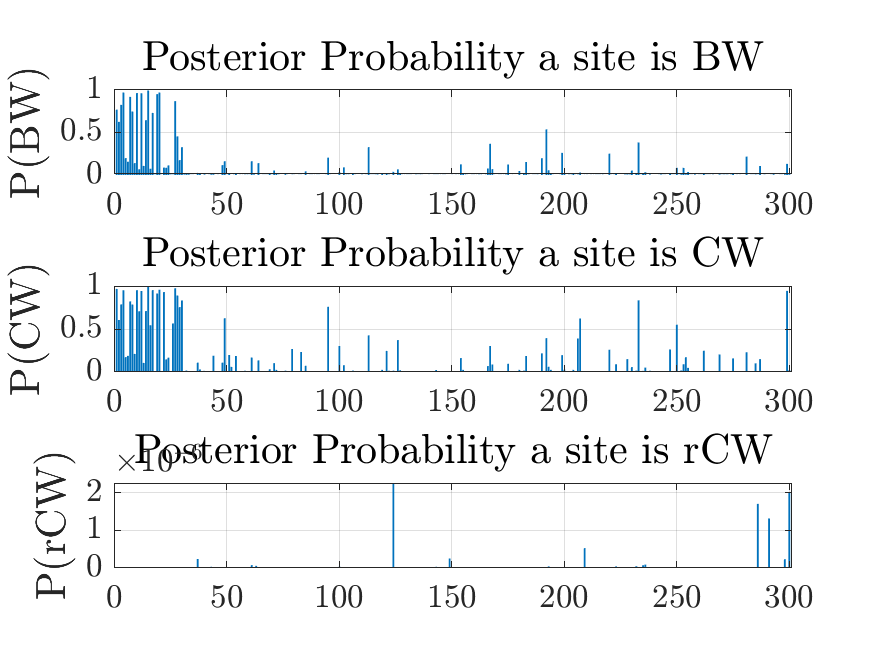 Posterior Probability a site is BW
P(BW)
1
0.5
0
0 50 100 150 200 250 300
Posterior Probability a site is CW
P(CW)
1
0.5
0
0 50 100 150 200 250 300
Posterior Probability a site is rCW
P(rCW)
2
1
0
0 50 100 150 200 250 300